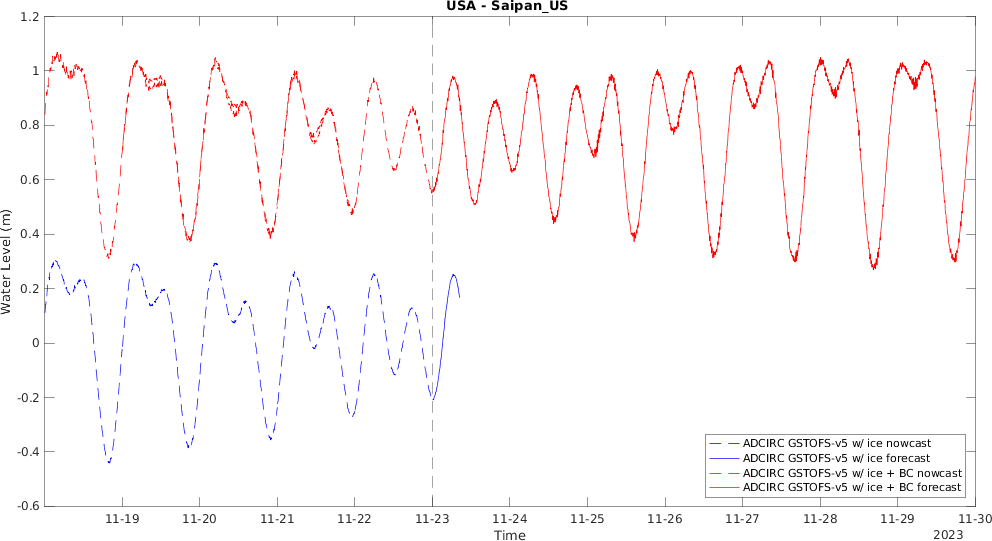 USA - Saipan_US
1.2
1
0.8
0.6
0.4
0.2
0
-0.2
-0.4
-0.6
Water Level (m)
ADCIRC GSTOFS-v5 w/ ice nowcast
ADCIRC GSTOFS-v5 w/ ice forecast
ADCIRC GSTOFS-v5 w/ ice + BC nowcast
ADCIRC GSTOFS-v5 w/ ice + BC forecast
11-19 11-20 11-21 11-22 11-23 11-24 11-25 11-26 11-27 11-28 11-29 11-30
Time
2023